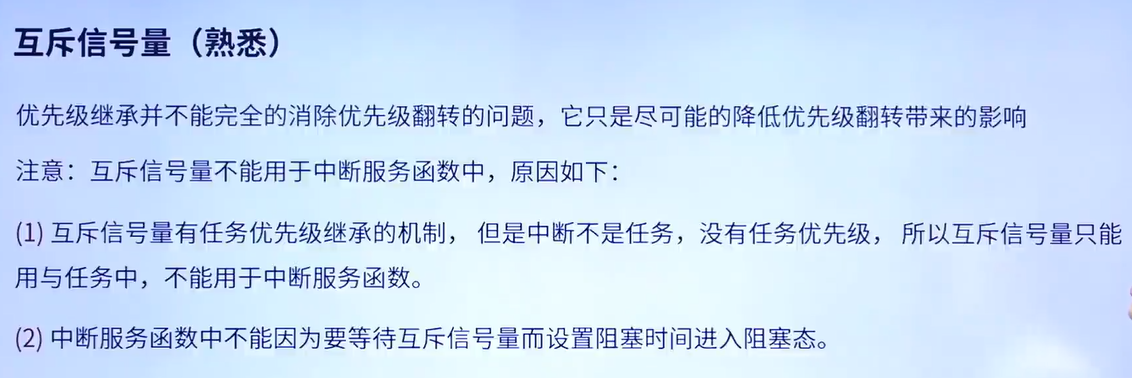 互斥信号量（熟悉）
优先级继承并不能完全的消除优先级翻转的问题，它只是尽可能的降低优先级翻转带来的影响
注意：互斥信号量不能用于中断服务函数中，原因如下：
(1) 互斥信号量有任务优先级继承的机制， 但是中断不是任务，没有任务优先级， 所以互斥信号量只能
用与任务中，不能用于中断服务函数。
(2) 中断服务函数中不能因为要等待互斥信号量而设置阻塞时间进入阻塞态。